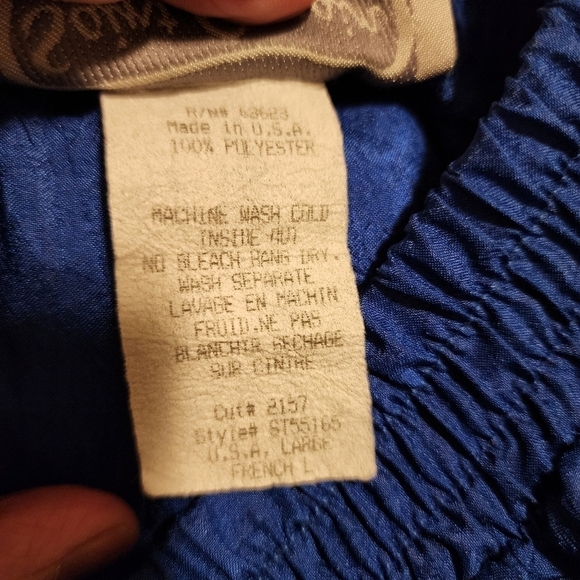 R/N# 63623
Made in U.S.A.
100% POLYESTER
MACHINE WASH COLD
INSIDE OUT
NO BLEACH HANG DRY.
WASH SEPARATE
LAVAGE EN MACHIN
FROID.NE PAS
BLANCHIR SECHAGE
SUR CINTRE
Cut# 2157
Style# ST55165
U.S.A. LARGE
FRENCH L